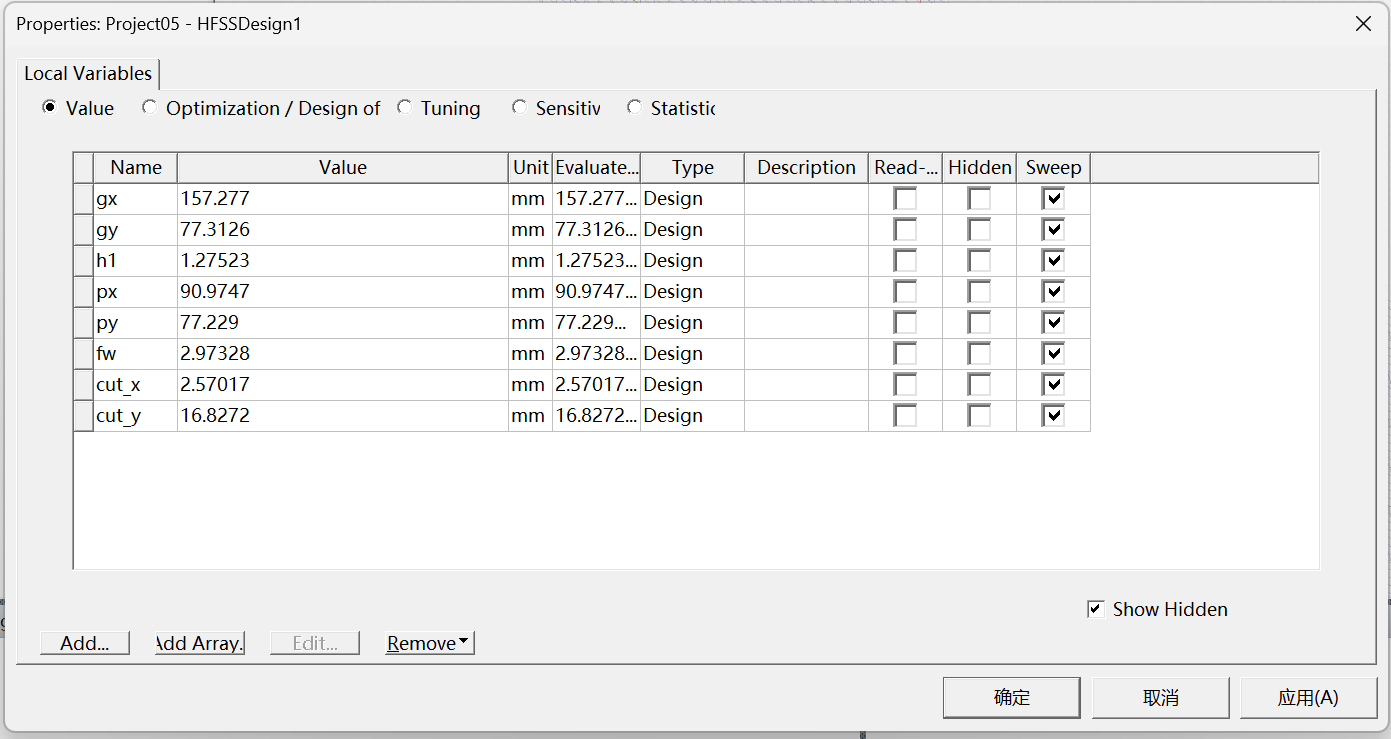 Properties: Project05 - HFSSDesign1
Local Variables
Value Optimization / Design of Tuning Sensitiv Statistic
Name Value Unit Evaluate... Type Description Read-... Hidden Sweep
gx 157.277 mm 157.277... Design
gy 77.3126 mm 77.3126... Design
h1 1.27523 mm 1.27523... Design
px 90.9747 mm 90.9747... Design
py 77.229 mm 77.229... Design
fw 2.97328 mm 2.97328... Design
cut_x 2.57017 mm 2.57017... Design
cut_y 16.8272 mm 16.8272... Design
Show Hidden
Add... Add Array. Edit... Remove
确定 取消 应用(A)